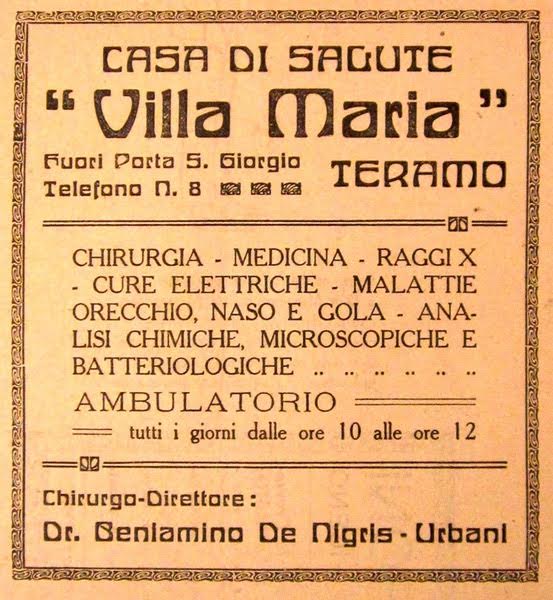 CASA DI SALUTE
"Villa Maria"
Fuori Porta S. Giorgio
Telefono N. 8
TERAMO
CHIRURGIA - MEDICINA - RAGGI X
- CURE ELETTRICHE - MALATTIE
ORECCHIO, NASO E GOLA - ANA-
LISI CHIMICHE, MICROSCOPICHE E
BATTERIOLOGICHE .. .. .. .. .. ..
AMBULATORIO
tutti i giorni dalle ore 10 alle ore 12
Chirurgo-Direttore:
Dr. Beniamino De Nigris - Urbani